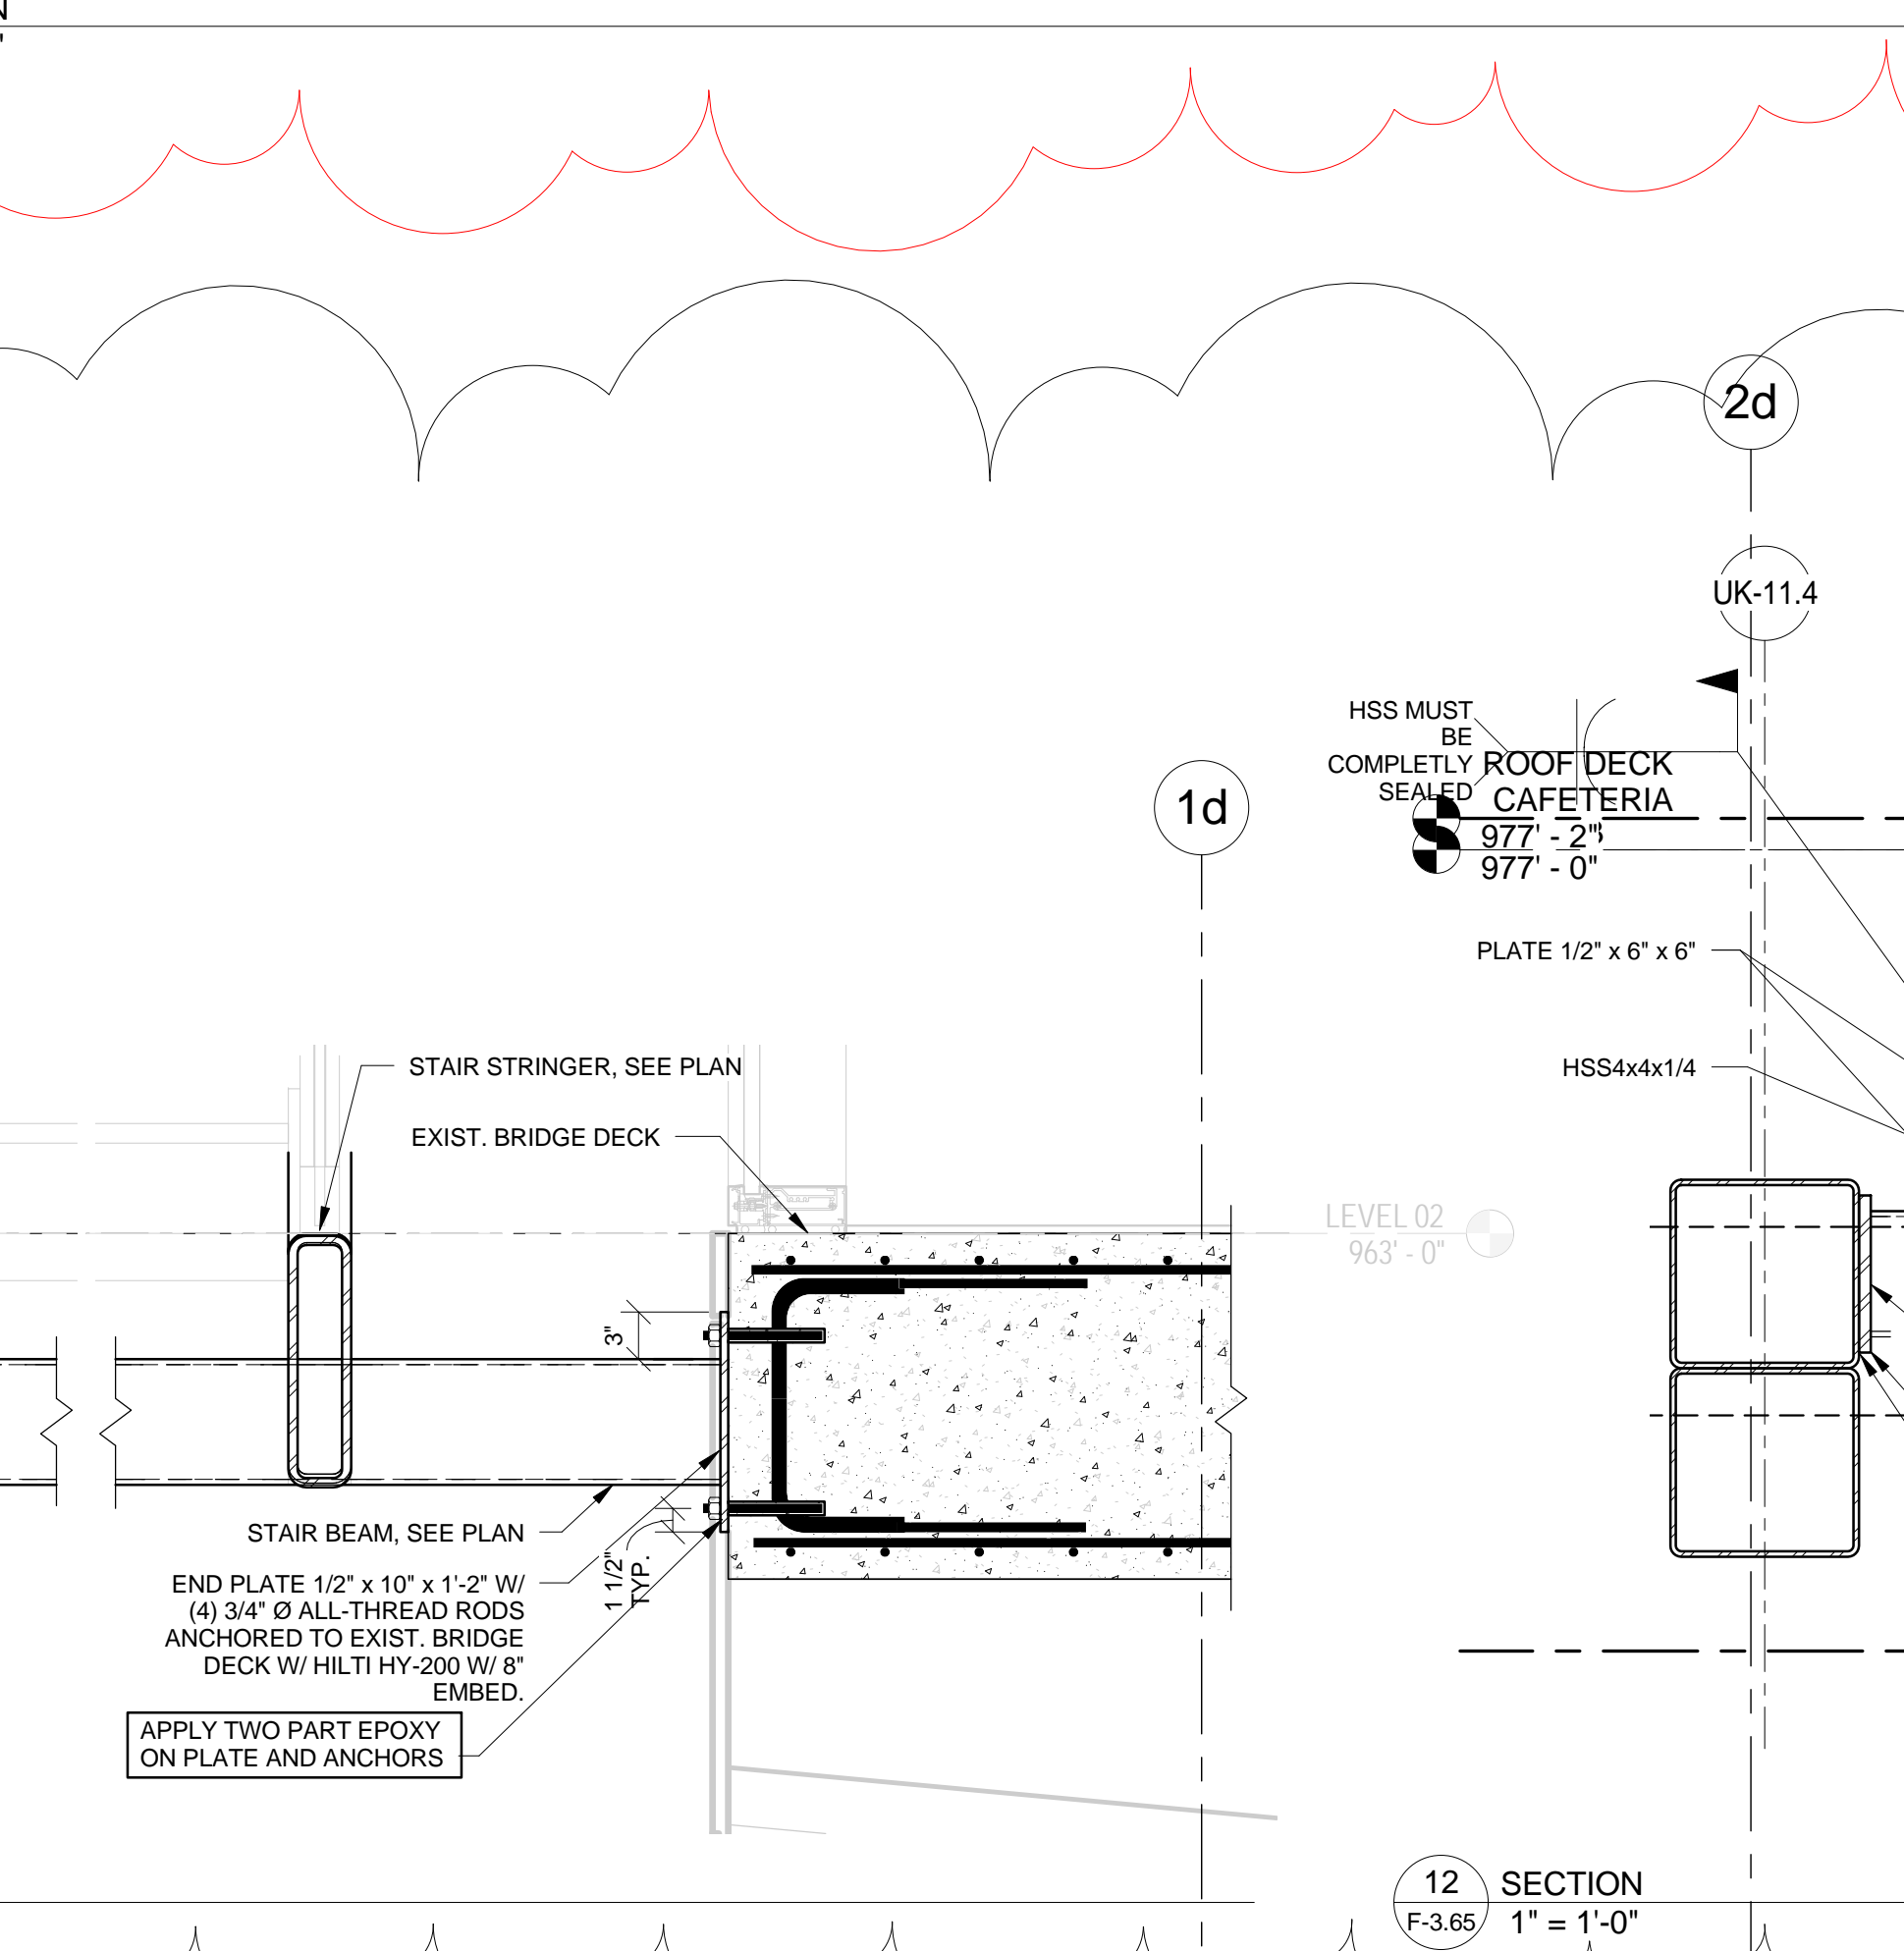 2d
UK-11.4
HSS MUST
BE
COMPLETLY
SEALED
ROOF DECK
CAFETERIA
977' - 2"
977' - 0"
1d
PLATE 1/2" x 6" x 6"
HSS4x4x1/4
STAIR STRINGER, SEE PLAN
EXIST. BRIDGE DECK
LEVEL 02
963' - 0"
3"
STAIR BEAM, SEE PLAN
1 1/2"
TYP.
END PLATE 1/2" x 10" x 1'-2" W/
(4) 3/4" Ø ALL-THREAD RODS
ANCHORED TO EXIST. BRIDGE
DECK W/ HILTI HY-200 W/ 8"
EMBED.
APPLY TWO PART EPOXY
ON PLATE AND ANCHORS
12
F-3.65
SECTION
1" = 1'-0"